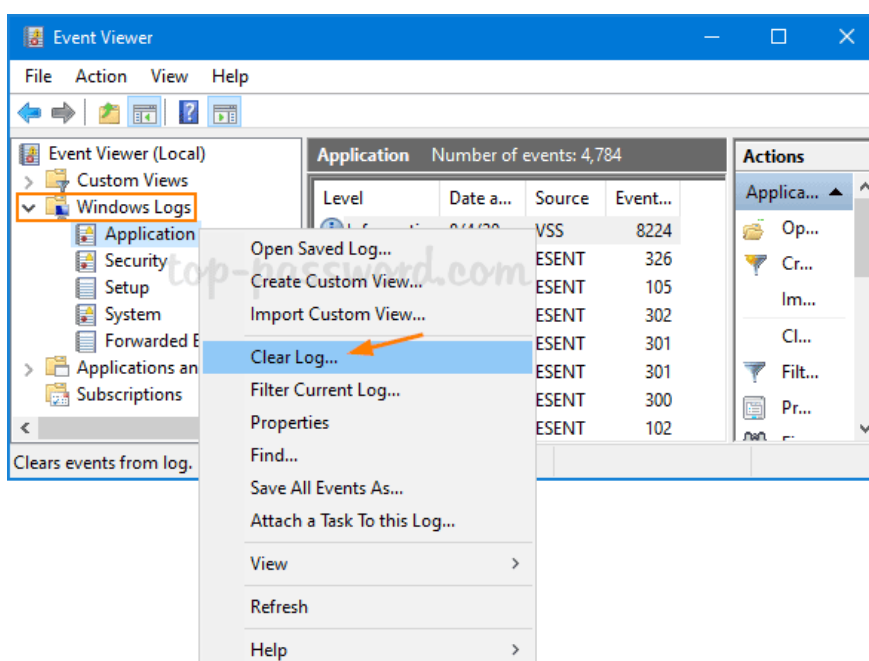 Event Viewer
File Action View Help
Event Viewer (Local)
Custom Views
Windows Logs
Application
Security
Setup
System
Forwarded E
Applications an
Subscriptions
Application Number of events: 4,784
Level Date a... Source Event...
VSS 8224
ESENT 326
ESENT 105
ESENT 302
ESENT 301
ESENT 301
ESENT 300
ESENT 102
Actions
Applica...
Op...
Cr...
Im...
Cl...
Filt...
Pr...
Open Saved Log...
Create Custom View...
Import Custom View...
Clear Log...
Filter Current Log...
Properties
Find...
Save All Events As...
Attach a Task To this Log...
View
Refresh
Help
Clears events from log.
top-password.com